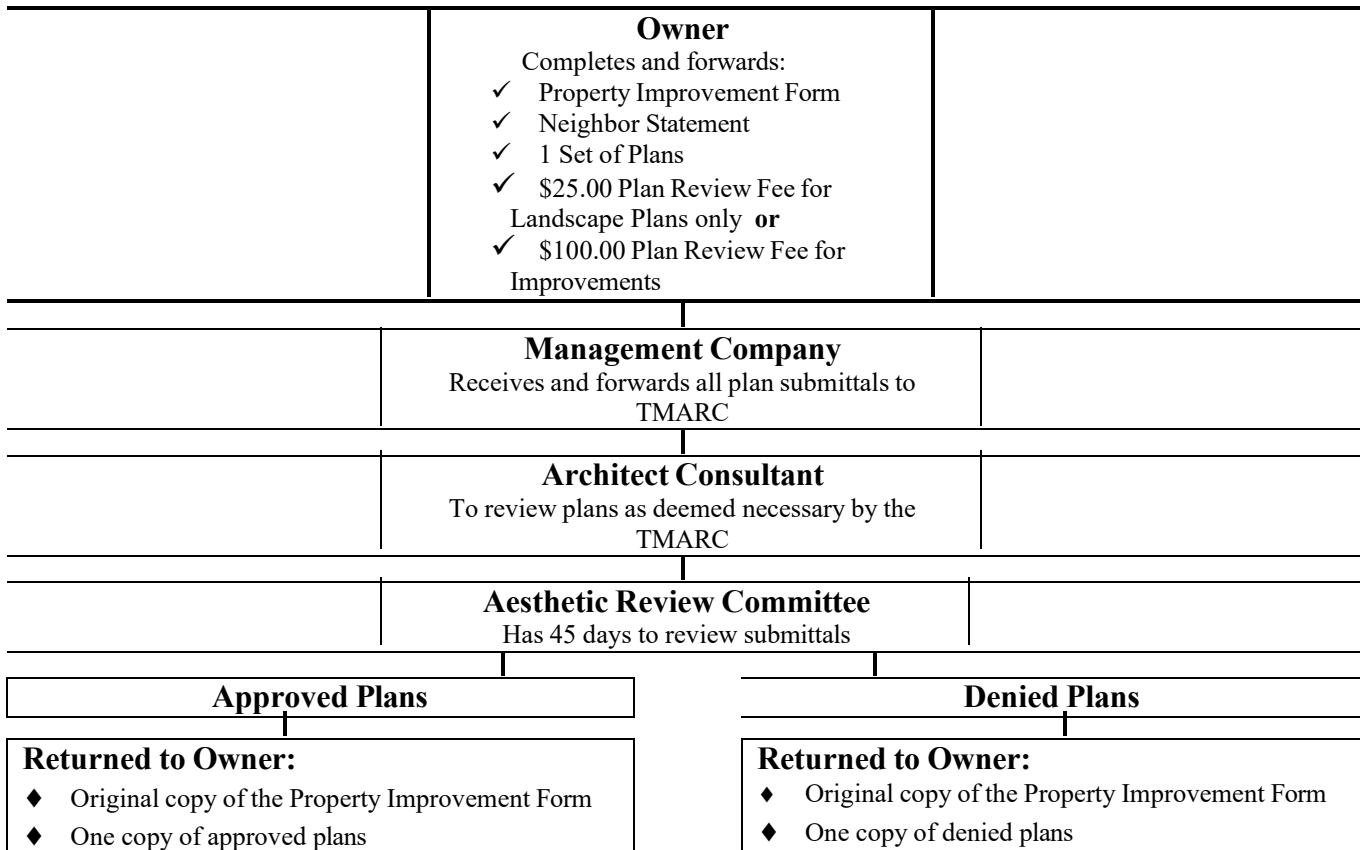 Owner
Completes and forwards:
✓ Property Improvement Form
✓ Neighbor Statement
✓ 1 Set of Plans
✓ $25.00 Plan Review Fee for
Landscape Plans only or
✓ $100.00 Plan Review Fee for
Improvements
Management Company
Receives and forwards all plan submittals to
TMARC
Architect Consultant
To review plans as deemed necessary by the
TMARC
Aesthetic Review Committee
Has 45 days to review submittals
Approved Plans
Returned to Owner:
♦ Original copy of the Property Improvement Form
♦ One copy of approved plans
Denied Plans
Returned to Owner:
♦ Original copy of the Property Improvement Form
♦ One copy of denied plans